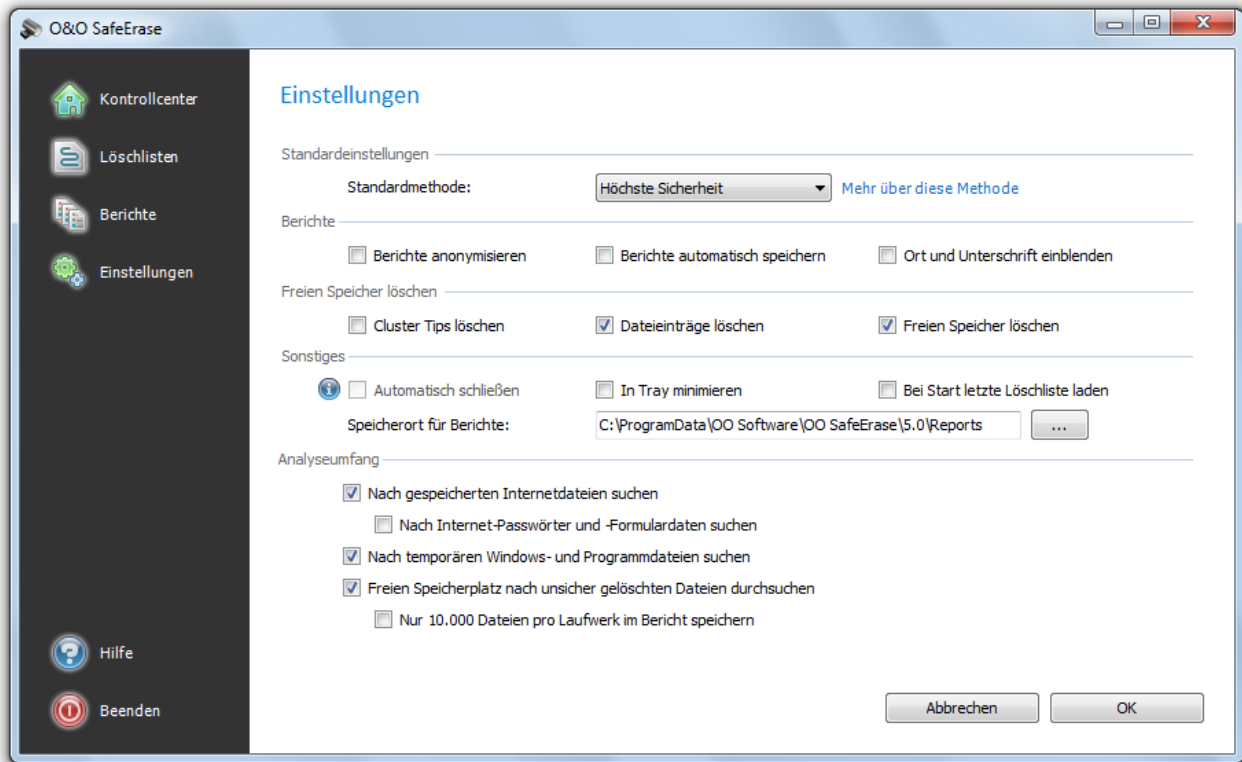 O&O SafeErase
Kontrollcenter
Löschlisten
Berichte
Einstellungen
Hilfe
Beenden
Einstellungen
Standardeinstellungen
Standardmethode: Höchste Sicherheit Mehr über diese Methode
Berichte
Berichte anonymisieren Berichte automatisch speichern Ort und Unterschrift einblenden
Freien Speicher löschen
Cluster Tips löschen Dateieinträge löschen Freien Speicher löschen
Sonstiges
Automatisch schließen In Tray minimieren Bei Start letzte Löschliste laden
Speicherort für Berichte: C:\ProgramData\OO Software\OO SafeErase\5.0\Reports ...
Analyseumfang
Nach gespeicherten Internetdateien suchen
Nach Internet-Passwörter und -Formulardaten suchen
Nach temporären Windows- und Programmdateien suchen
Freien Speicherplatz nach unsicher gelöschten Dateien durchsuchen
Nur 10.000 Dateien pro Laufwerk im Bericht speichern
Abbrechen OK